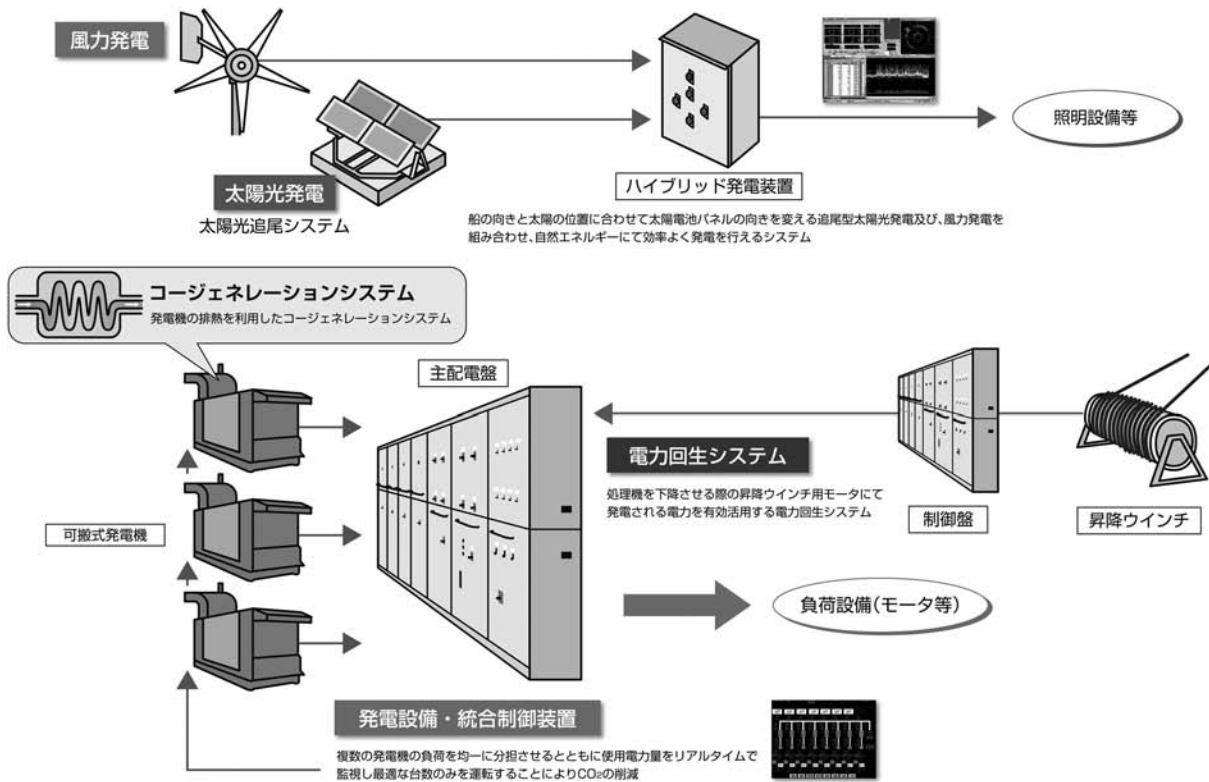 風力発電
太陽光発電
太陽光追尾システム
ハイブリッド発電装置
照明設備等
船の向きと太陽の位置に合わせて太陽電池パネルの向きを変える追尾型太陽光発電及び、風力発電を
組み合わせ、自然エネルギーにて効率よく発電を行えるシステム
コージェネレーションシステム
発電機の排熱を利用したコージェネレーションシステム
主配電盤
電力回生システム
処理機を下降させる際の昇降ウインチ用モータにて
発電される電力を有効活用する電力回生システム
制御盤
昇降ウインチ
可搬式発電機
負荷設備(モータ等)
発電設備・統合制御装置
複数の発電機の負荷を均一に分担させるとともに使用電力量をリアルタイムで
監視し最適な台数のみを運転することによりCO₂の削減